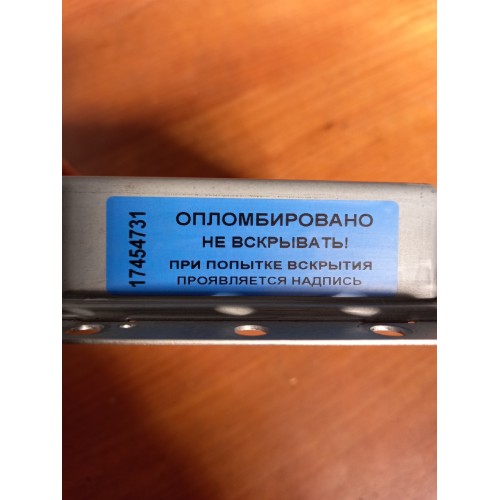 17454731
ОПЛОМБИРОВАНО
НЕ ВСКРЫВАТЬ!
ПРИ ПОПЫТКЕ ВСКРЫТИЯ
ПРОЯВЛЯЕТСЯ НАДПИСЬ